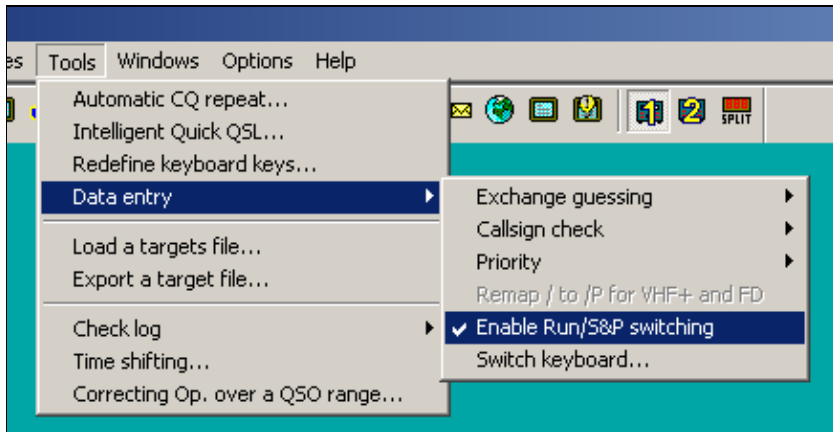 es Tools Windows Options Help
1 2 SPLIT
Automatic CQ repeat...
Intelligent Quick QSL...
Redefine keyboard keys...
Data entry
Load a targets file...
Export a target file...
Check log
Time shifting...
Correcting Op. over a QSO range...
Exchange guessing
Callsign check
Priority
Remap / to /P for VHF+ and FD
Enable Run/S&P switching
Switch keyboard...